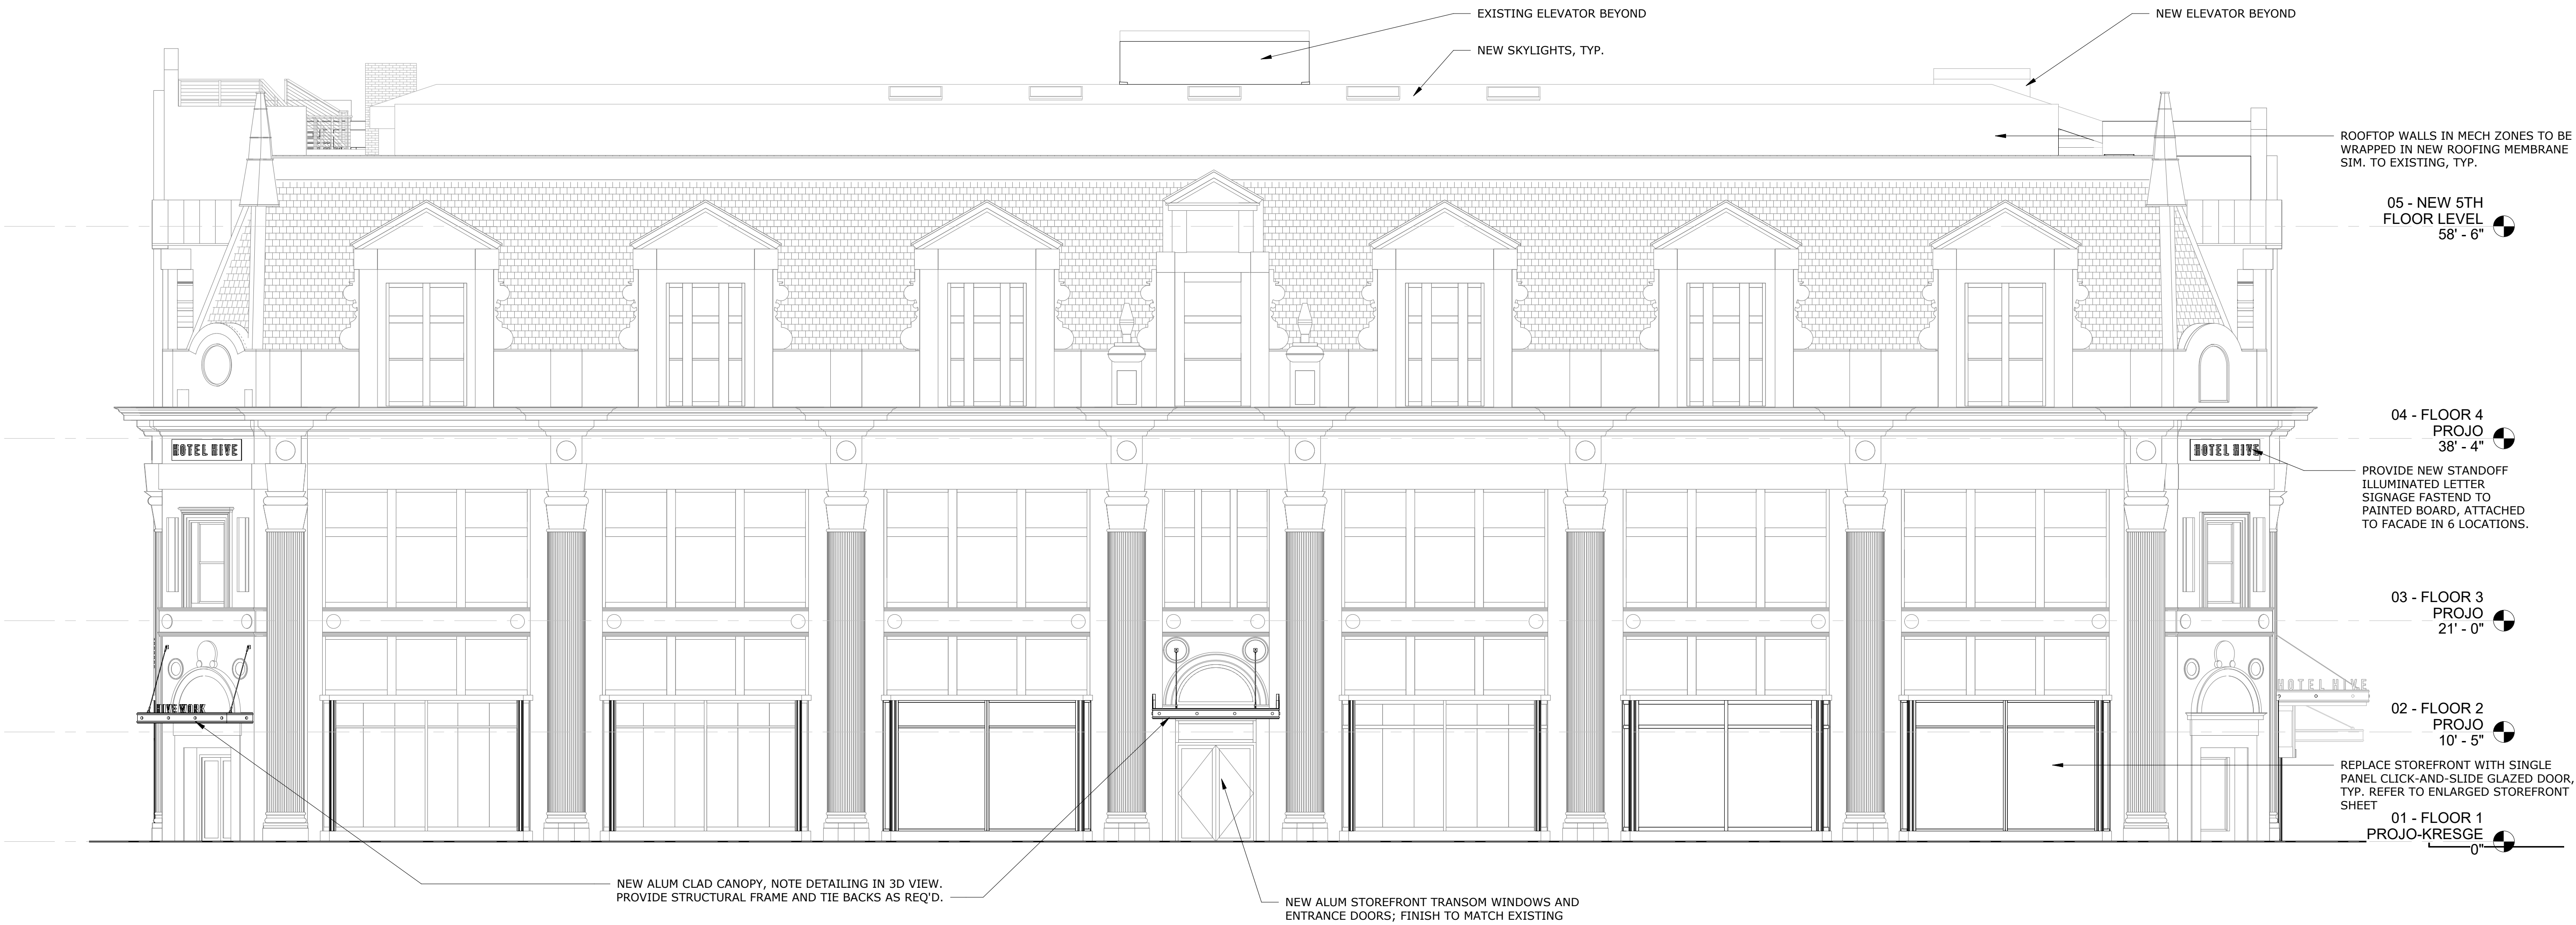 EXISTING ELEVATOR BEYOND
NEW ELEVATOR BEYOND
NEW SKYLIGHTS, TYP.
ROOFTOP WALLS IN MECH ZONES TO BE
WRAPPED IN NEW ROOFING MEMBRANE
SIM. TO EXISTING, TYP.
05 - NEW 5TH
FLOOR LEVEL
58' - 6"
04 - FLOOR 4
PROJO
38' - 4"
HOTEL HIVE
HOTEL HIVE
PROVIDE NEW STANDOFF
ILLUMINATED LETTER
SIGNAGE FASTEND TO
PAINTED BOARD, ATTACHED
TO FACADE IN 6 LOCATIONS.
03 - FLOOR 3
PROJO
21' - 0"
HOTEL HIVE
HIVE WORK
02 - FLOOR 2
PROJO
10' - 5"
REPLACE STOREFRONT WITH SINGLE
PANEL CLICK-AND-SLIDE GLAZED DOOR,
TYP. REFER TO ENLARGED STOREFRONT
SHEET
01 - FLOOR 1
PROJO-KRESGE
0"
NEW ALUM CLAD CANOPY, NOTE DETAILING IN 3D VIEW.
PROVIDE STRUCTURAL FRAME AND TIE BACKS AS REQ'D.
NEW ALUM STOREFRONT TRANSOM WINDOWS AND
ENTRANCE DOORS; FINISH TO MATCH EXISTING